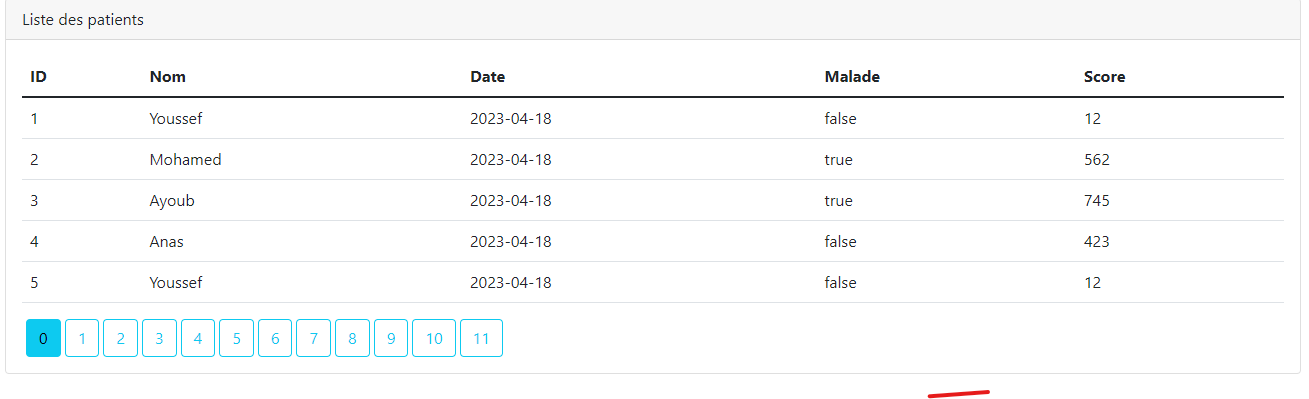 Liste des patients
ID Nom Date Malade Score
1 Youssef 2023-04-18 false 12
2 Mohamed 2023-04-18 true 562
3 Ayoub 2023-04-18 true 745
4 Anas 2023-04-18 false 423
5 Youssef 2023-04-18 false 12
0 1 2 3 4 5 6 7 8 9 10 11